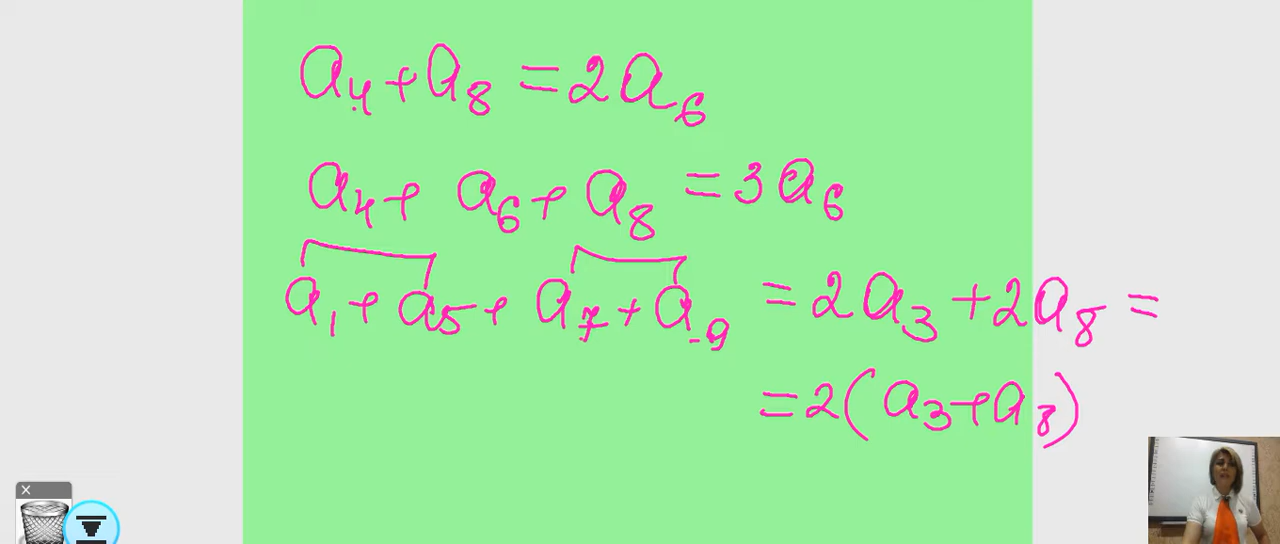 a₄+a₈=2a₆
a₄+ a₆+ a₈ =3a₆
a₁+a₅+ a₇+a₉ =2a₃+2a₈=
=2(a₃+a₈)